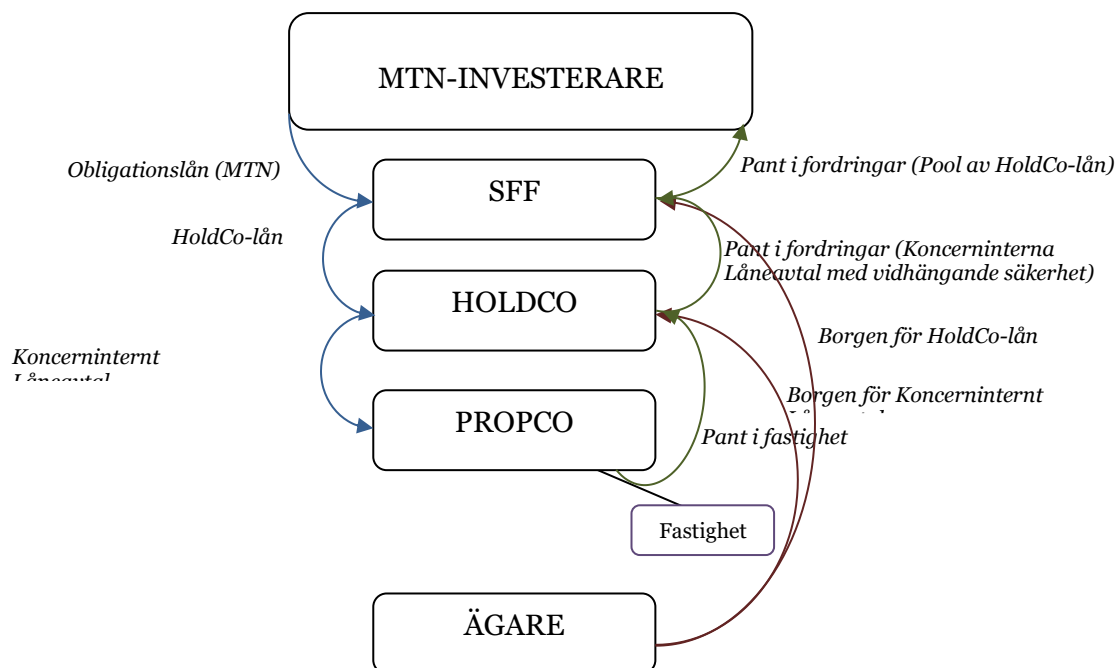 MTN-INVESTERARE
Obligationslån (MTN)
Pant i fordringar (Pool av HoldCo-lån)
SFF
HoldCo-lån
Pant i fordringar (Koncerninterna
Låneavtal med vidhängande säkerhet)
HOLDCO
Borgen för HoldCo-lån
Koncerninternt
Låneavtal
Borgen för Koncerninternt
PROPCO
Pant i fastighet
Fastighet
ÄGARE